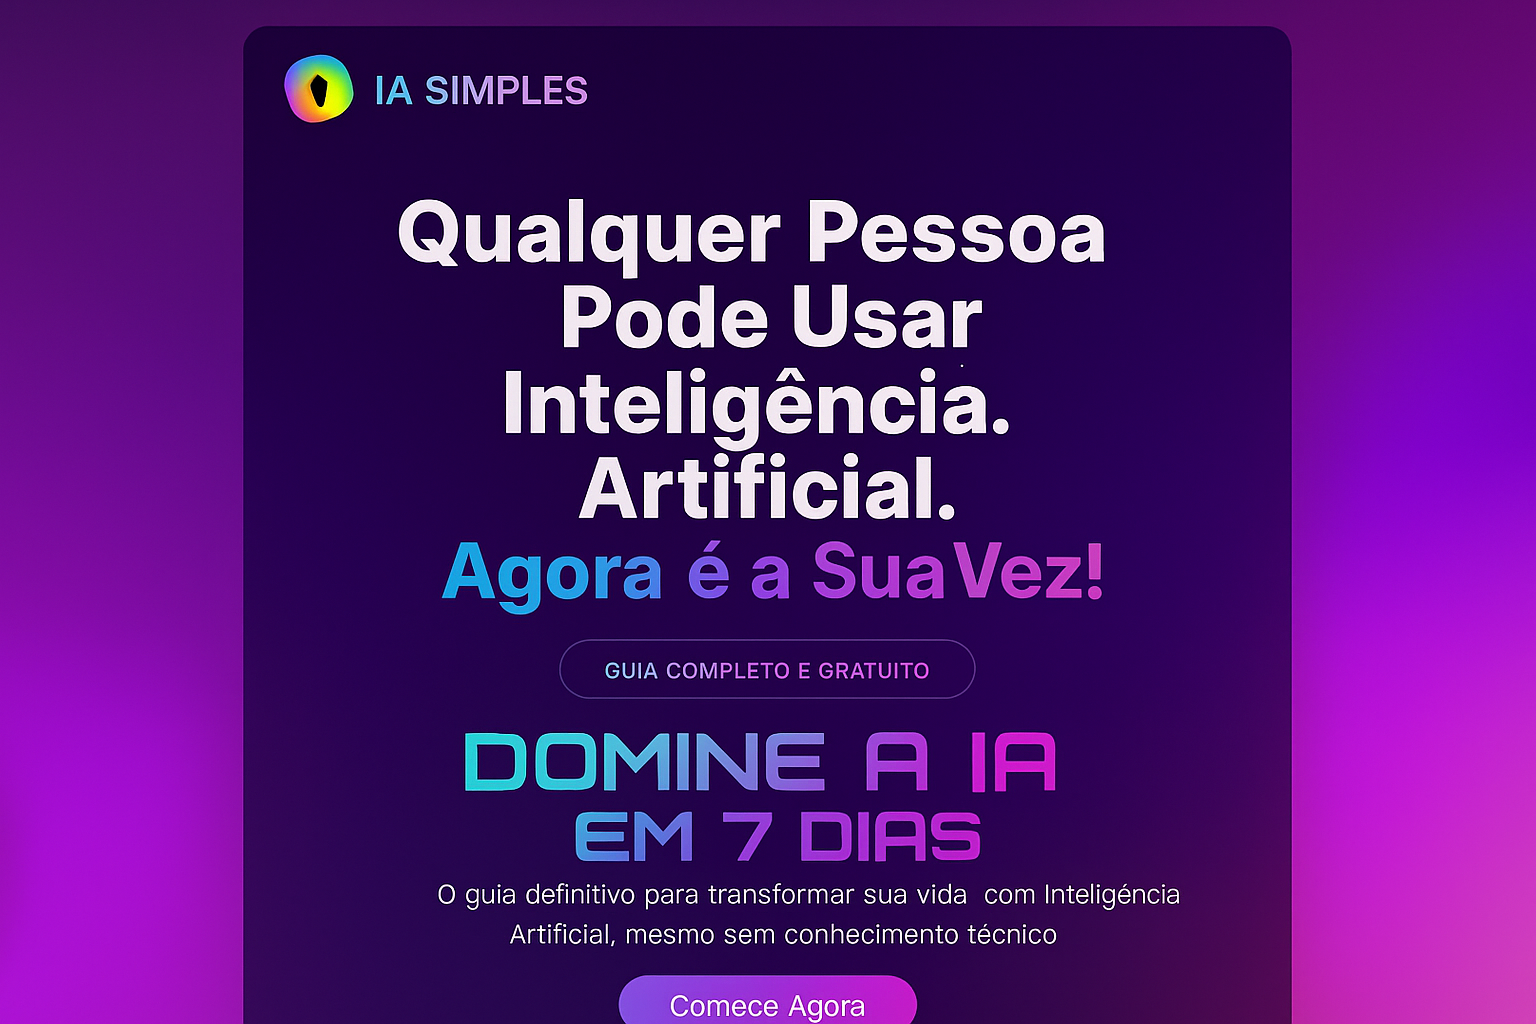 IA SIMPLES
Qualquer Pessoa
Pode Usar
Inteligência.
Artificial.
Agora é a Sua Vez!
GUIA COMPLETO E GRATUITO
DOMINE A IA
EM 7 DIAS
O guia definitivo para transformar sua vida com Inteligéncia
Artificial, mesmo sem conhecimento técnico
Comece Agora